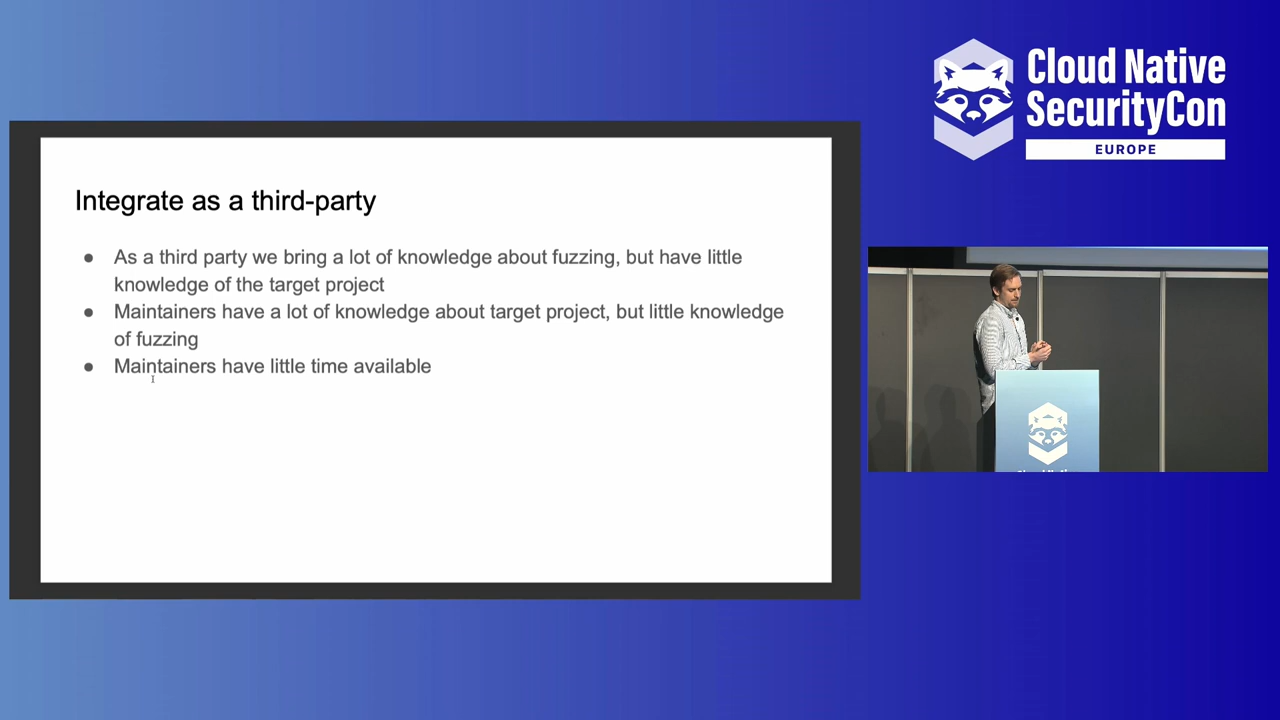 Cloud Native
SecurityCon
EUROPE
Integrate as a third-party
● As a third party we bring a lot of knowledge about fuzzing, but have little
knowledge of the target project
● Maintainers have a lot of knowledge about target project, but little knowledge
of fuzzing
● Maintainers have little time available